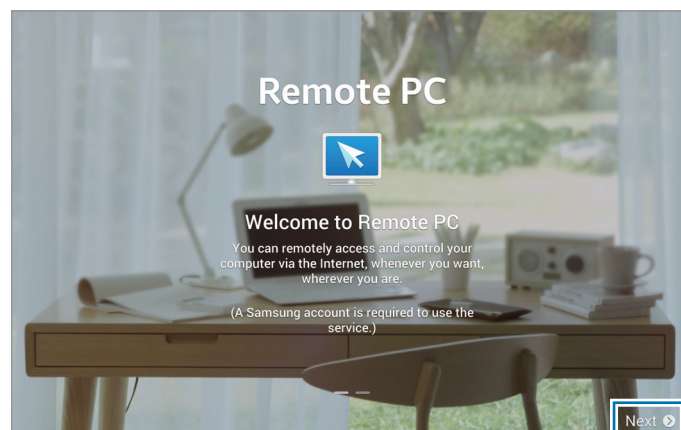 Remote PC
Welcome to Remote PC
You can remotely access and control your
computer via the Internet, whenever you want,
wherever you are.
(A Samsung account is required to use the
service.)
Next